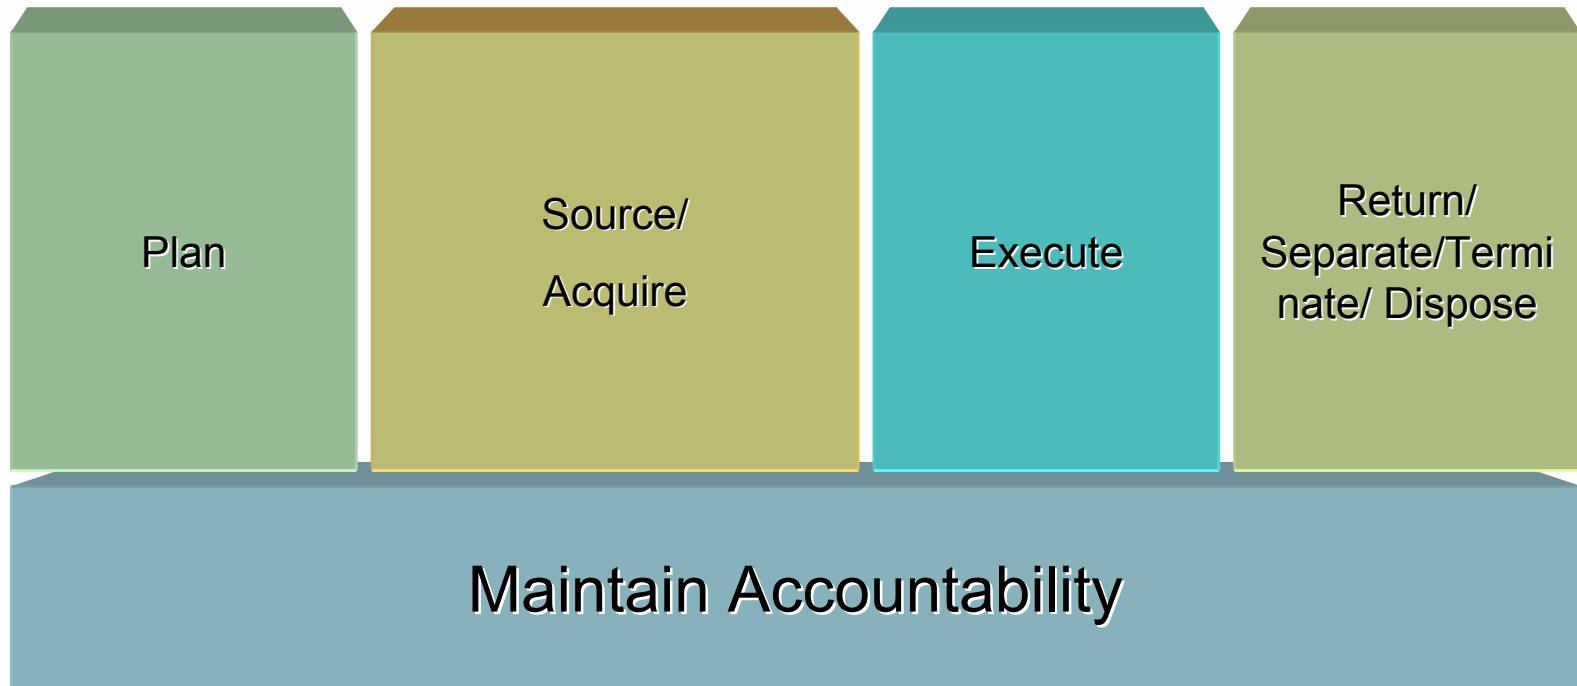 Plan
Source/
Acquire
Execute
Return/
Separate/Termi
nate/ Dispose
Maintain Accountability